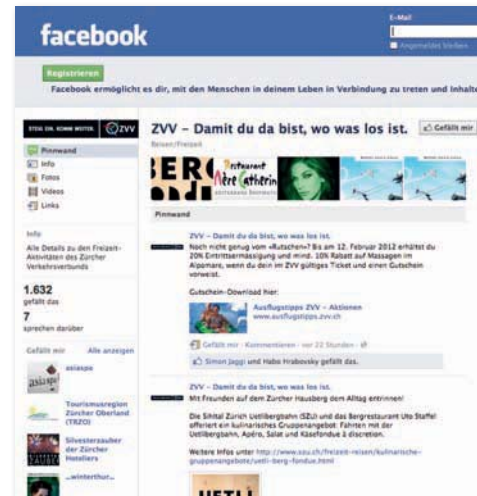 facebook
E-Mail
Angemeldet bleiben
Registrieren
Facebook ermöglicht es dir, mit den Menschen in deinem Leben in Verbindung zu treten und Inhalte
STEIG EIN. KOMM WEITER. ZVV
ZVV – Damit du da bist, wo was los ist.
Gefällt mir
Reisen/Freizeit
Pinnwand
Info
Fotos
Videos
Links
Restaurant
Mère Catherine
Pinnwand
Info
Alle Details zu den Freizeit-
Aktivitäten des Zürcher
Verkehrsverbunds
1.632
gefällt das
7
sprechen darüber
Gefällt mir Alle anzeigen
asiaspa
asiaspa
Tourismusregion
Zürcher Oberland
(TRZO)
Silvesterzauber
der Zürcher
Hoteliers
...winterthur...
ZVV – Damit du da bist, wo was los ist.
Noch nicht genug vom «Rutschen»? Bis am 12. Februar 2012 erhältst du
20% Eintrittsermässigung und mind. 10% Rabatt auf Massagen im
Alpamare, wenn du dein im ZVV gültiges Ticket und einen Gutschein
vorweist.
Gutschein-Download hier:
Ausflugstipps ZVV – Aktionen
www.ausflugstipps.zvv.ch
Gefällt mir · Kommentieren · vor 22 Stunden ·
Simon Jaggi und Habo Hrabovsky gefällt das.
ZVV – Damit du da bist, wo was los ist.
Mit Freunden auf dem Zürcher Hausberg dem Alltag entrinnen!
Die Sihltal Zürich Uetlibergbahn (SZU) und das Bergrestaurant Uto Staffel
offeriert ein kulinarisches Gruppenangebot: Fahrten mit der
Uetlibergbahn, Apéro, Salat und Käsefondue à discretion.
Weitere Infos unter http://www.szu.ch/freizeit-reisen/kulinarische-
gruppenangebote/uetli-berg-fondue.html
UETLI